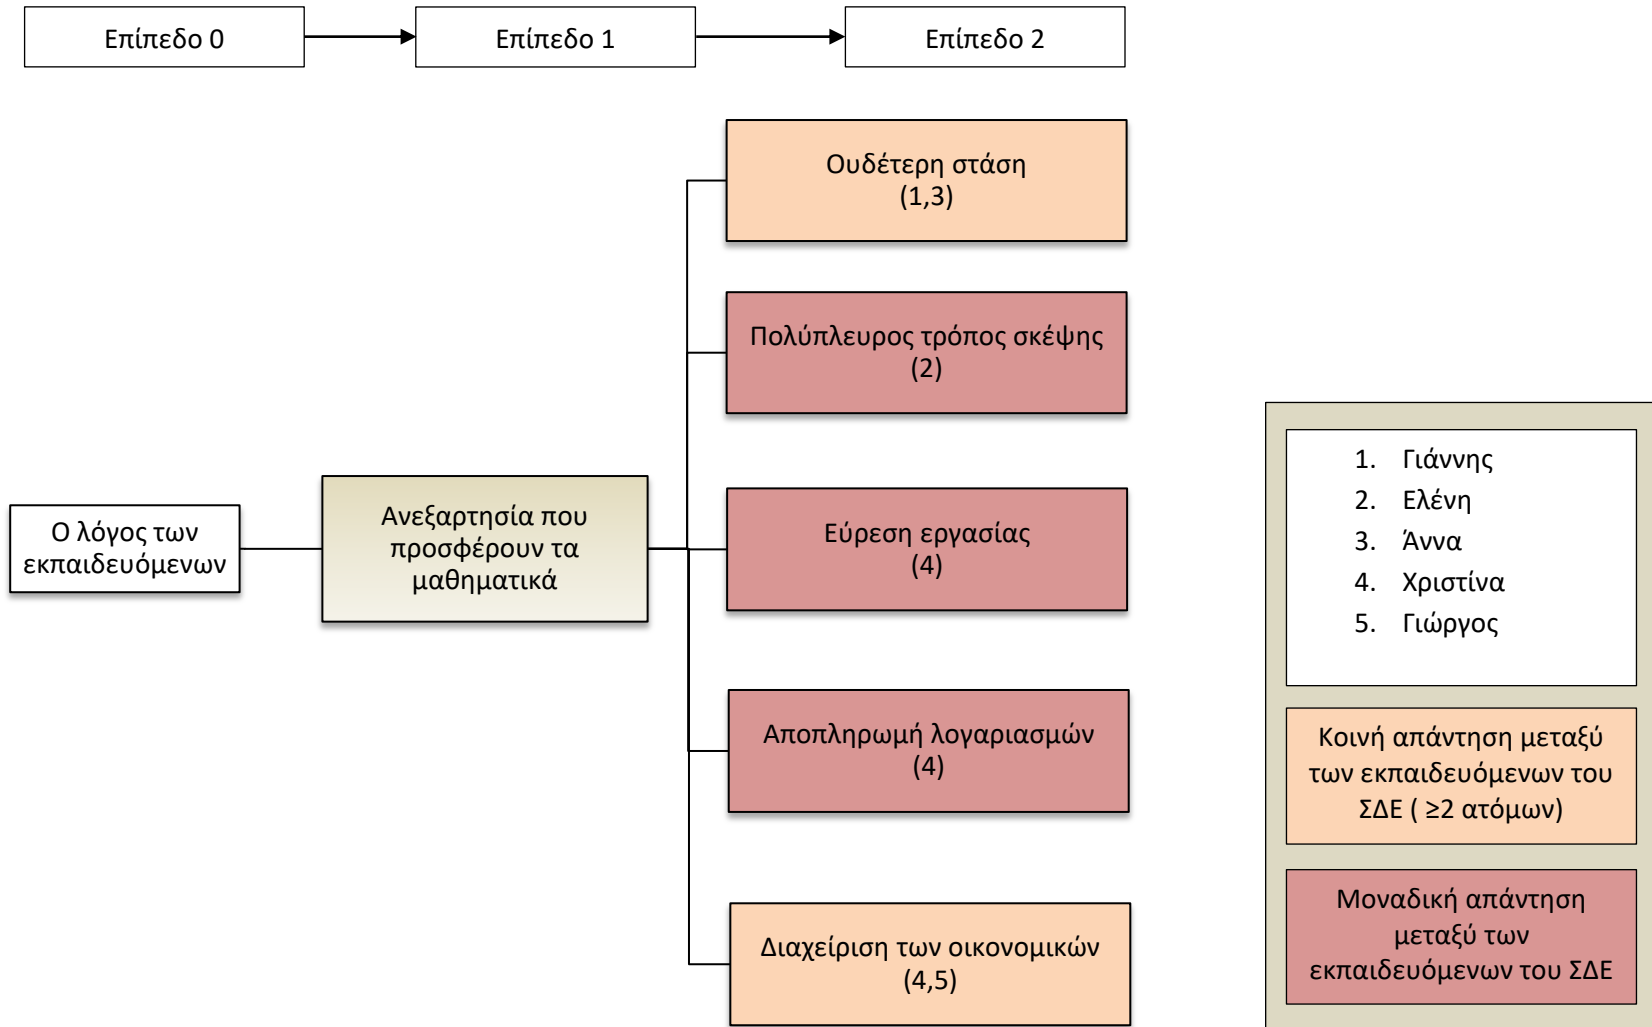 Επίπεδο 0
Επίπεδο 1
Επίπεδο 2
Ουδέτερη στάση
(1,3)
Πολύπλευρος τρόπος σκέψης
(2)
Ο λόγος των
εκπαιδευόμενων
Ανεξαρτησία που
προσφέρουν τα
μαθηματικά
Εύρεση εργασίας
(4)
Αποπληρωμή λογαριασμών
(4)
Διαχείριση των οικονομικών
(4,5)
1. Γιάννης
2. Ελένη
3. Άννα
4. Χριστίνα
5. Γιώργος
Κοινή απάντηση μεταξύ
των εκπαιδευόμενων του
ΣΔΕ ( ≥2 ατόμων)
Μοναδική απάντηση
μεταξύ των
εκπαιδευόμενων του ΣΔΕ